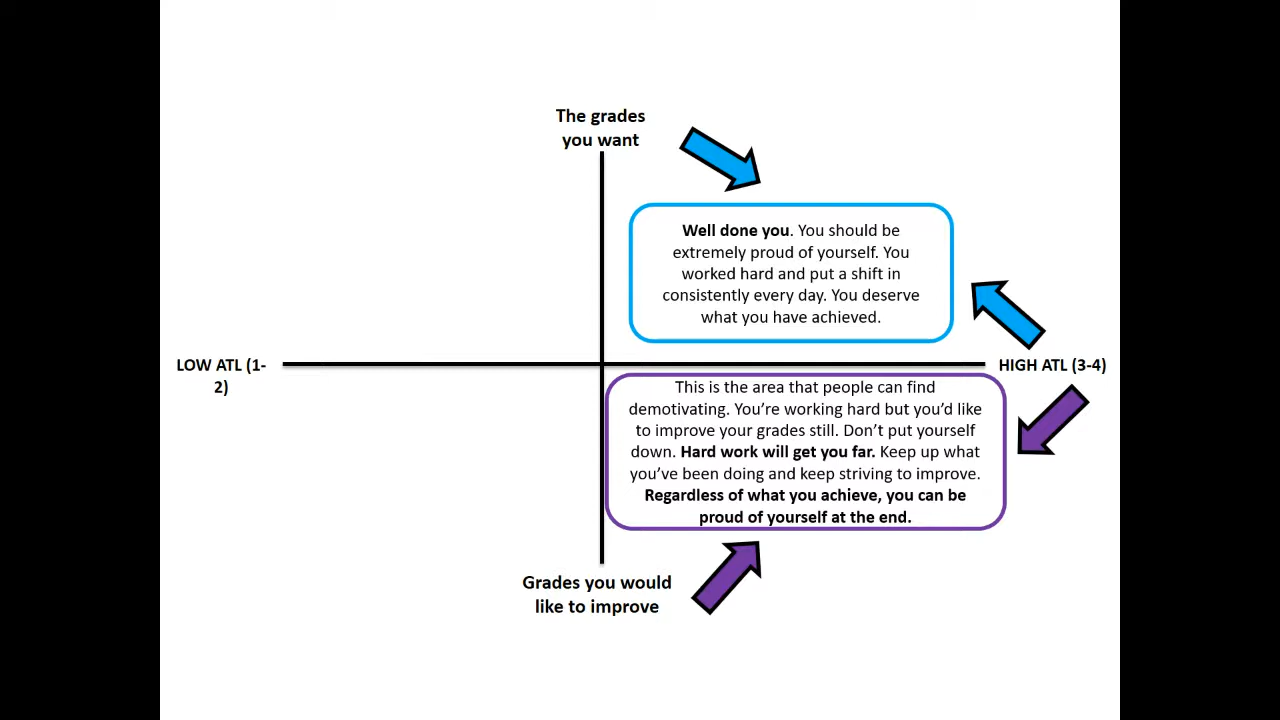 The grades
you want
Well done you. You should be
extremely proud of yourself. You
worked hard and put a shift in
consistently every day. You deserve
what you have achieved.
LOW ATL (1-
2)
HIGH ATL (3-4)
This is the area that people can find
demotivating. You’re working hard but you’d like
to improve your grades still. Don’t put yourself
down. Hard work will get you far. Keep up what
you’ve been doing and keep striving to improve.
Regardless of what you achieve, you can be
proud of yourself at the end.
Grades you would
like to improve